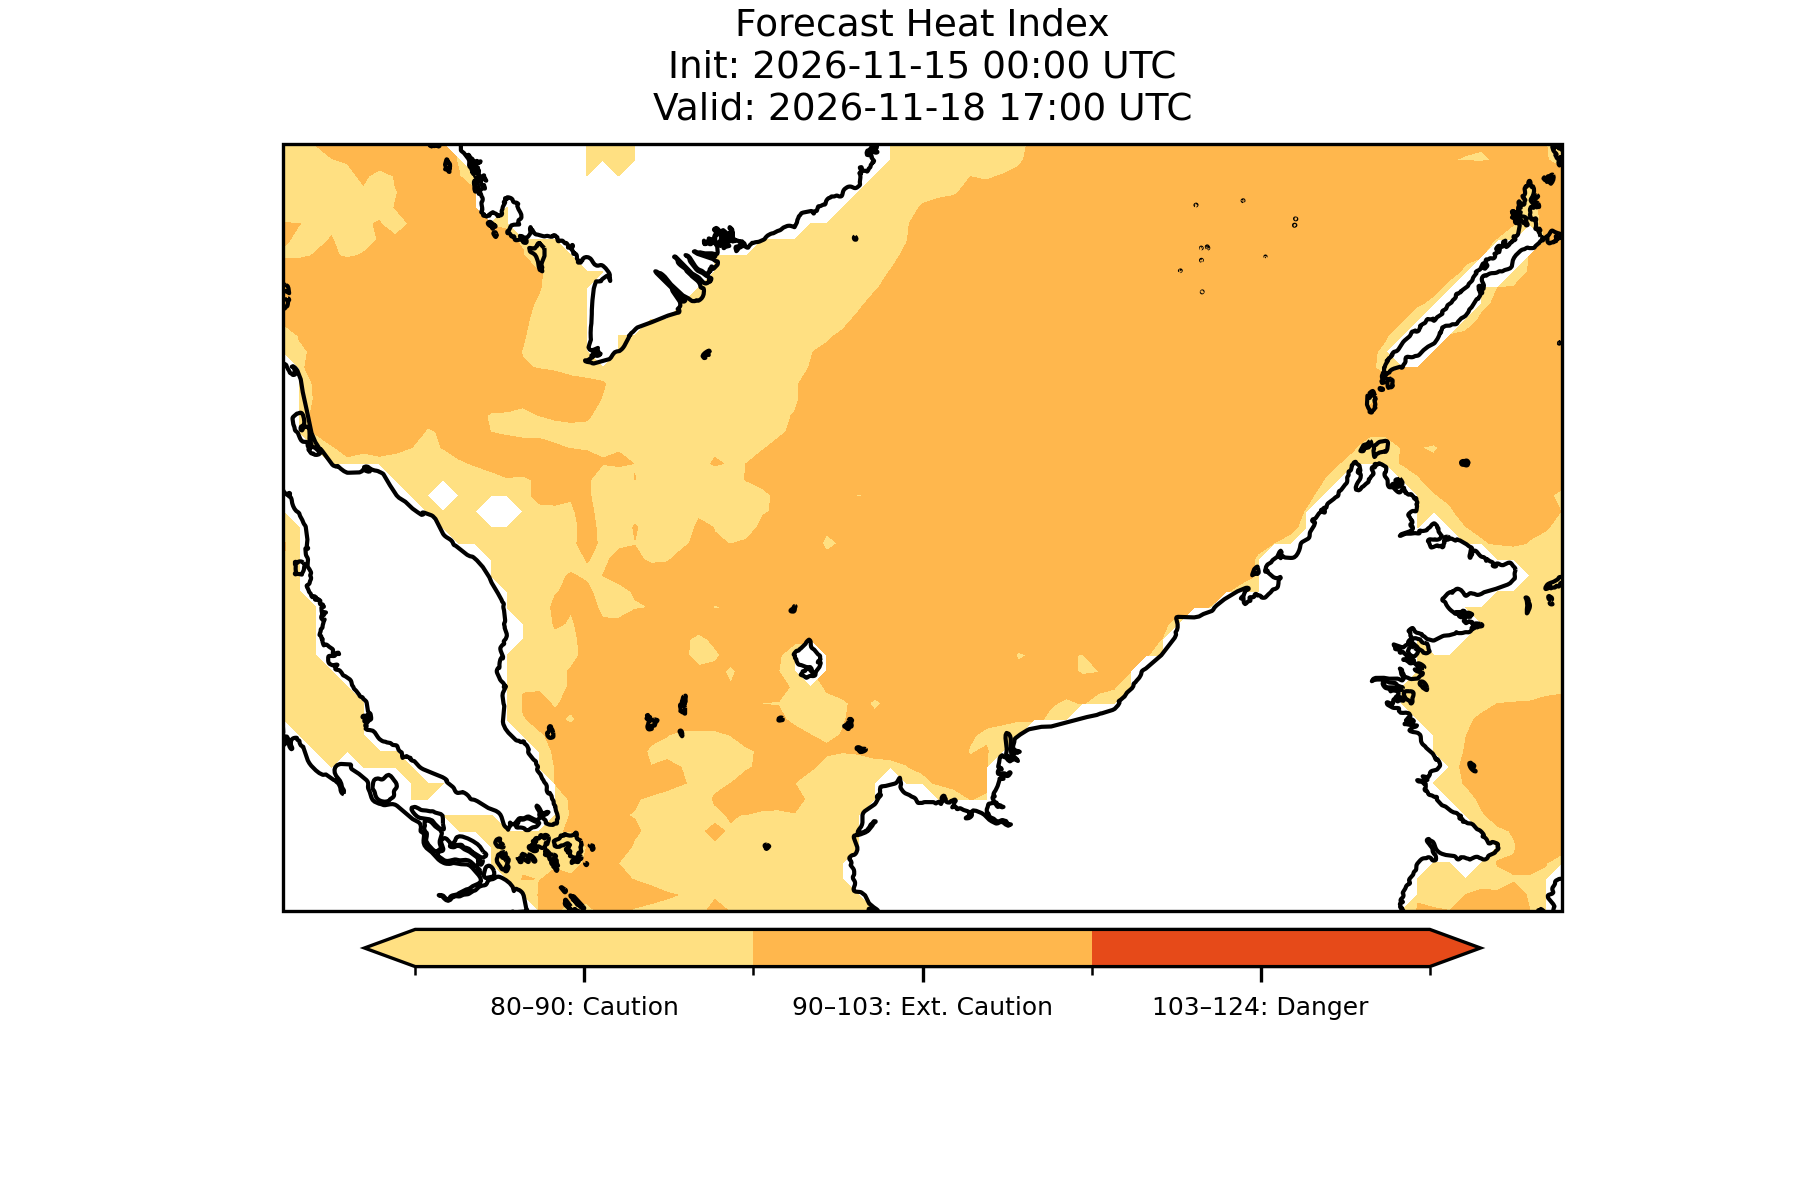 Forecast Heat Index
Init: 2026-11-15 00:00 UTC
Valid: 2026-11-18 17:00 UTC
80–90: Caution
90–103: Ext. Caution
103–124: Danger